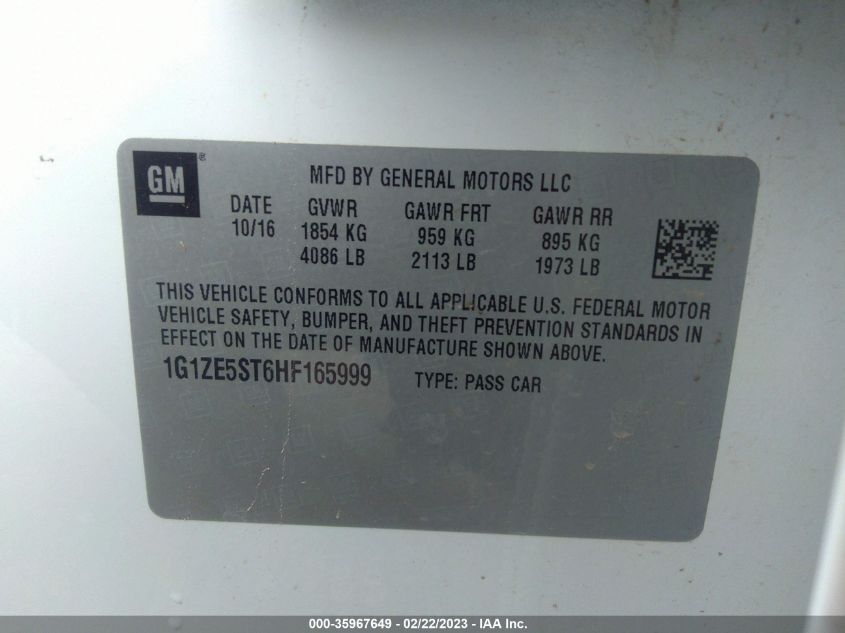 GM ® MFD BY GENERAL MOTORS LLC
DATE GVWR GAWR FRT GAWR RR
10/16 1854 KG 959 KG 895 KG
4086 LB 2113 LB 1973 LB
THIS VEHICLE CONFORMS TO ALL APPLICABLE U.S. FEDERAL MOTOR
VEHICLE SAFETY, BUMPER, AND THEFT PREVENTION STANDARDS IN
EFFECT ON THE DATE OF MANUFACTURE SHOWN ABOVE.
1G1ZE5ST6HF165999 TYPE: PASS CAR
000-35967649 - 02/22/2023 - IAA Inc.